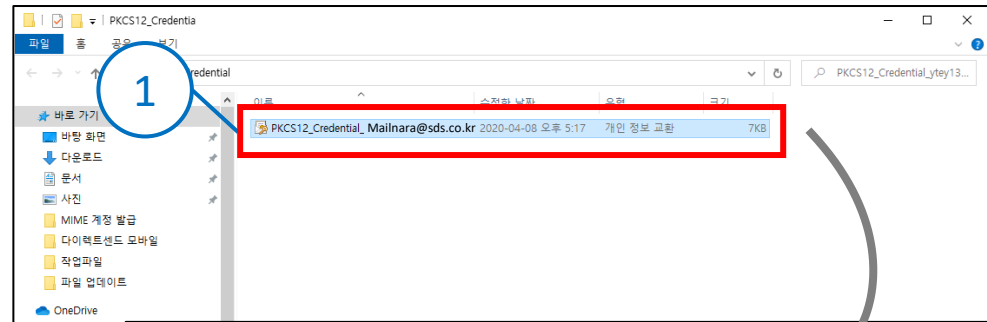 PKCS12_Credentia
파일 홈 공유 보기
redential
PKCS12_Credential_ytey13...
1
이름 수정한 날짜 유형 크기
바로 가기
PKCS12_Credential_ Mailnara@sds.co.kr 2020-04-08 오후 5:17 개인 정보 교환 7KB
바탕 화면
다운로드
문서
사진
MIME 계정 발급
다이렉트센드 모바일
작업파일
파일 업데이트
OneDrive